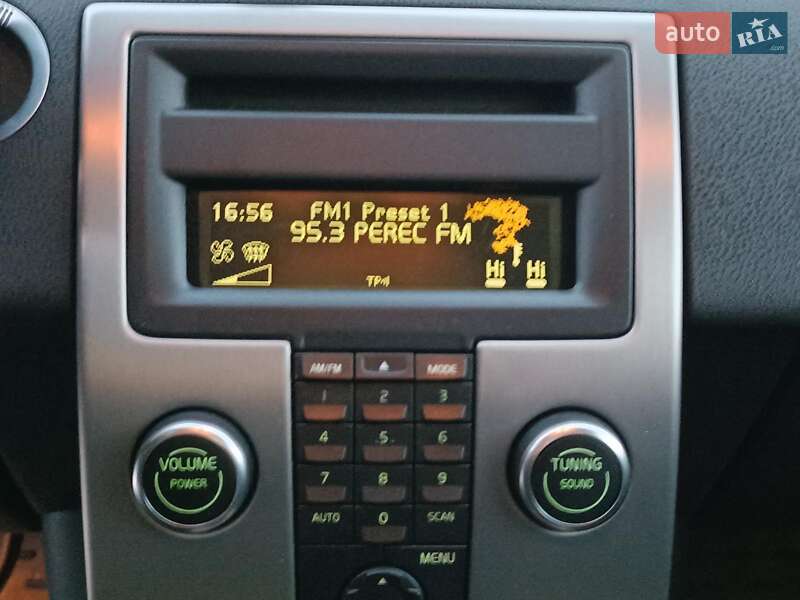 auto RIA .com
16:56 FM1 Preset 1
95.3 PEREC FM
Hi Hi
TP
AM/FM MODE
1 2 3
4 5 6
7 8 9
AUTO 0 SCAN
MENU
VOLUME
POWER
TUNING
SOUND